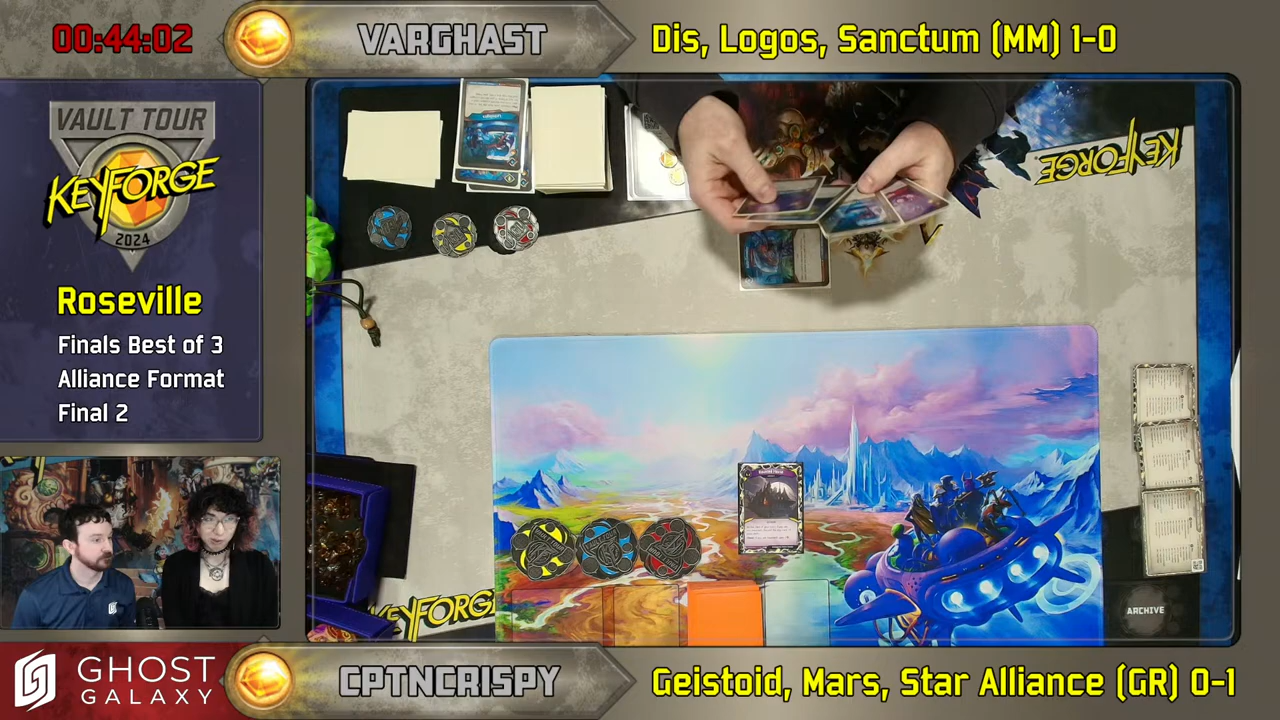 00:44:02
VARGHAST
Dis, Logos, Sanctum (MM) 1-0
VAULT TOUR
KEYFORGE
2024
Roseville
Finals Best of 3
Alliance Format
Final 2
KEYFORGE
KEYFORGE
ARCHIVE
GHOST
GALAXY
CPTNCRISPY
Geistoid, Mars, Star Alliance (GR) 0-1